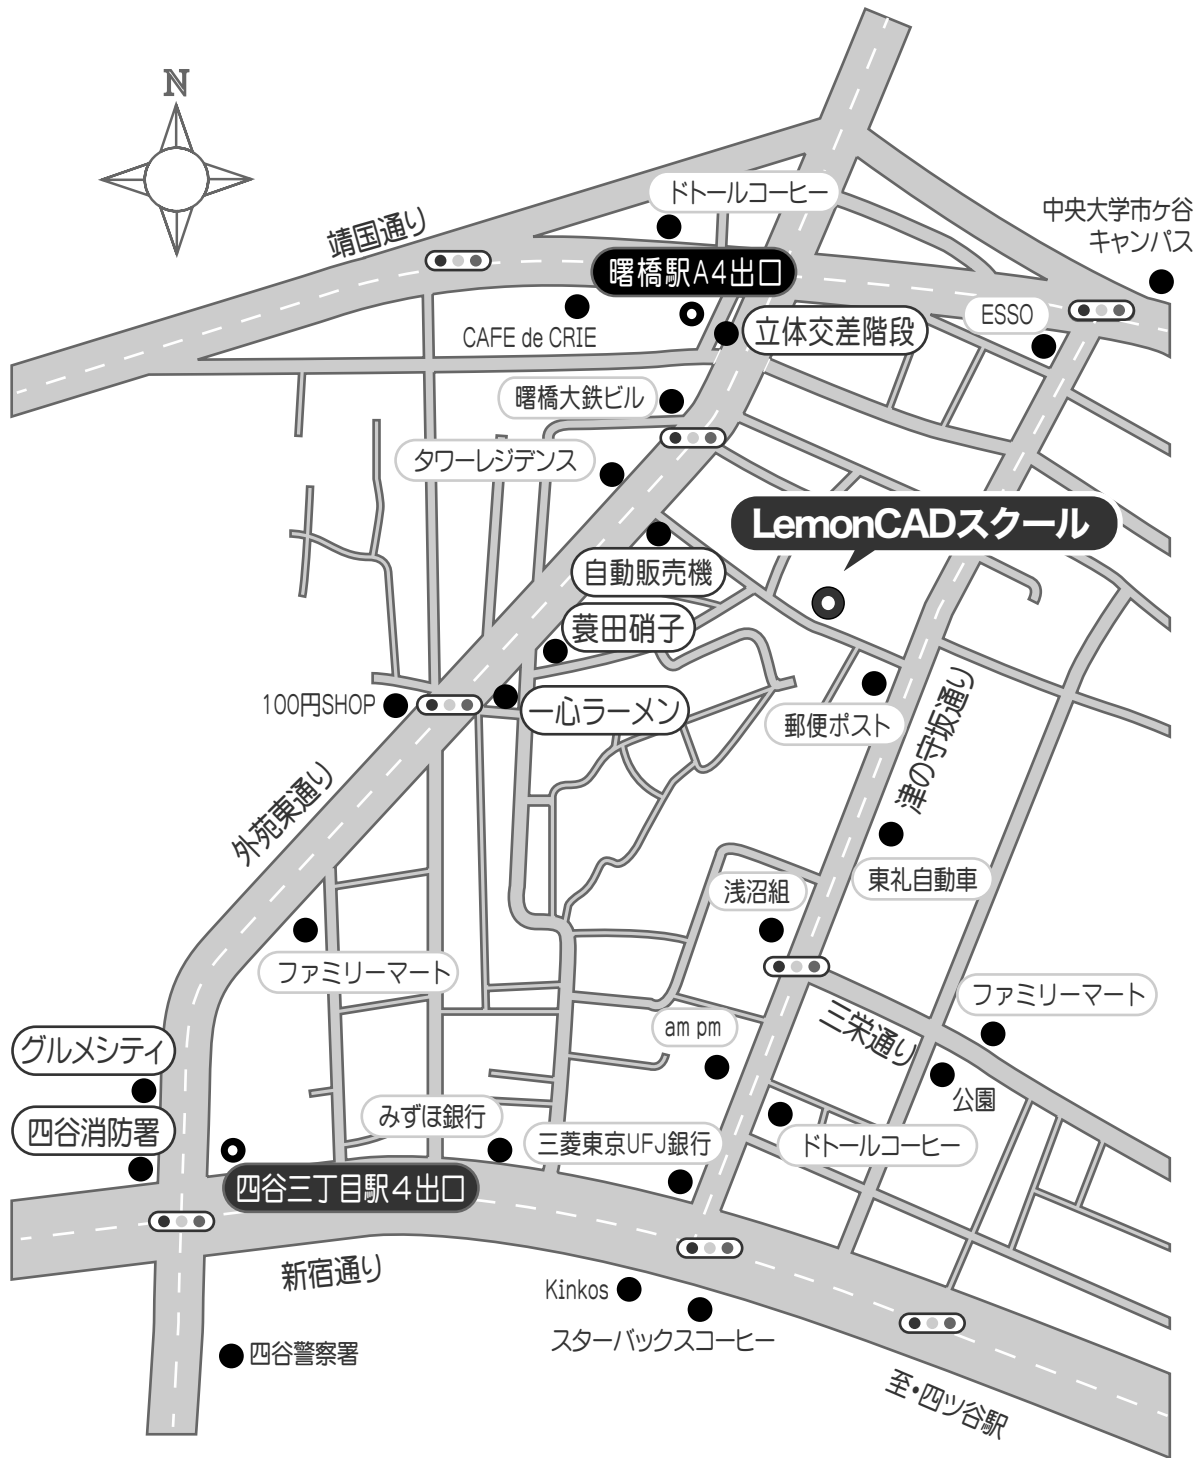 N
ドトールコーヒー
中央大学市ヶ谷
キャンパス
靖国通り
曙橋駅A4出口
ESSO
CAFE de CRIE
立体交差階段
曙橋大鉄ビル
タワーレジデンス
LemonCADスクール
自動販売機
蓑田硝子
100円SHOP
一心ラーメン
郵便ポスト
津の守坂通り
外苑東通り
東礼自動車
浅沼組
ファミリーマート
ファミリーマート
三栄通り
am pm
グルメシティ
公園
みずほ銀行
四谷消防署
三菱東京UFJ銀行
ドトールコーヒー
四谷三丁目駅4出口
新宿通り
Kinkos
スターバックスコーヒー
四谷警察署
至・四ツ谷駅